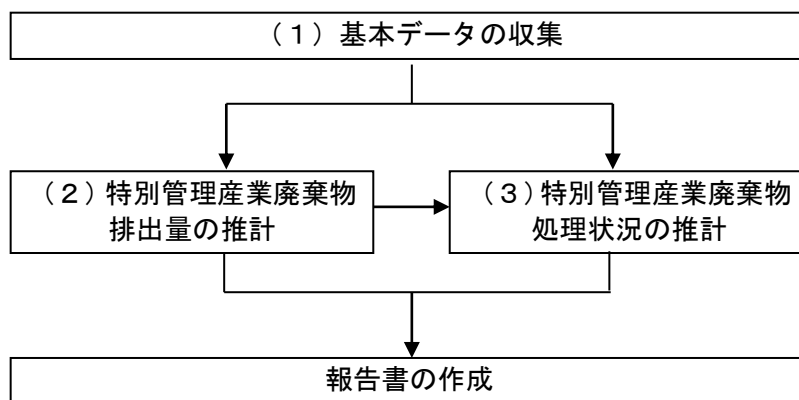 （１）基本データの収集
（２）特別管理産業廃棄物
排出量の推計
（３）特別管理産業廃棄物
処理状況の推計
報告書の作成